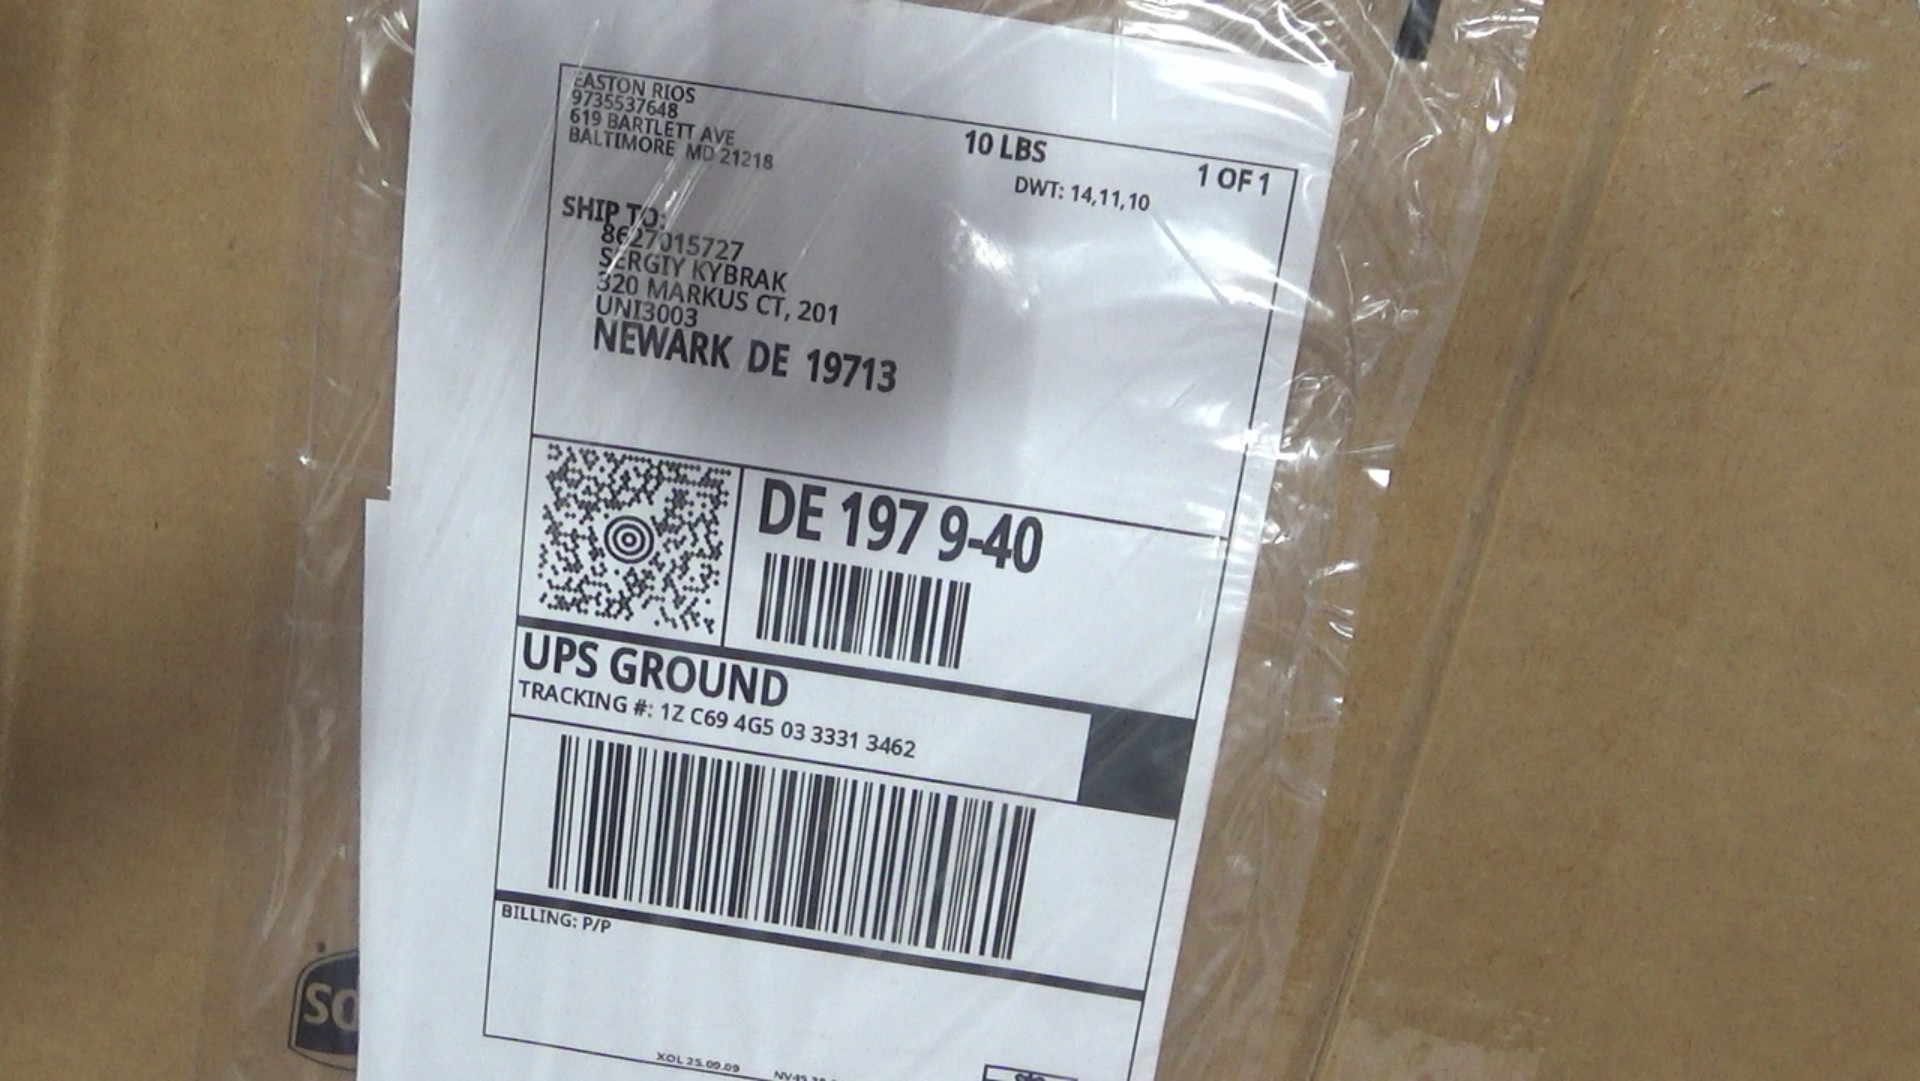 EASTON RIOS
9735537648
619 BARTLETT AVE
BALTIMORE MD 21218
10 LBS
1 OF 1
DWT: 14,11,10
SHIP TO:
8627015727
SERGIY KYBRAK
320 MARKUS CT, 201
UNI3003
NEWARK DE 19713
DE 197 9-40
UPS GROUND
TRACKING #: 1Z C69 4G5 03 3331 3462
BILLING: P/P
XOL 25.09.09
SO